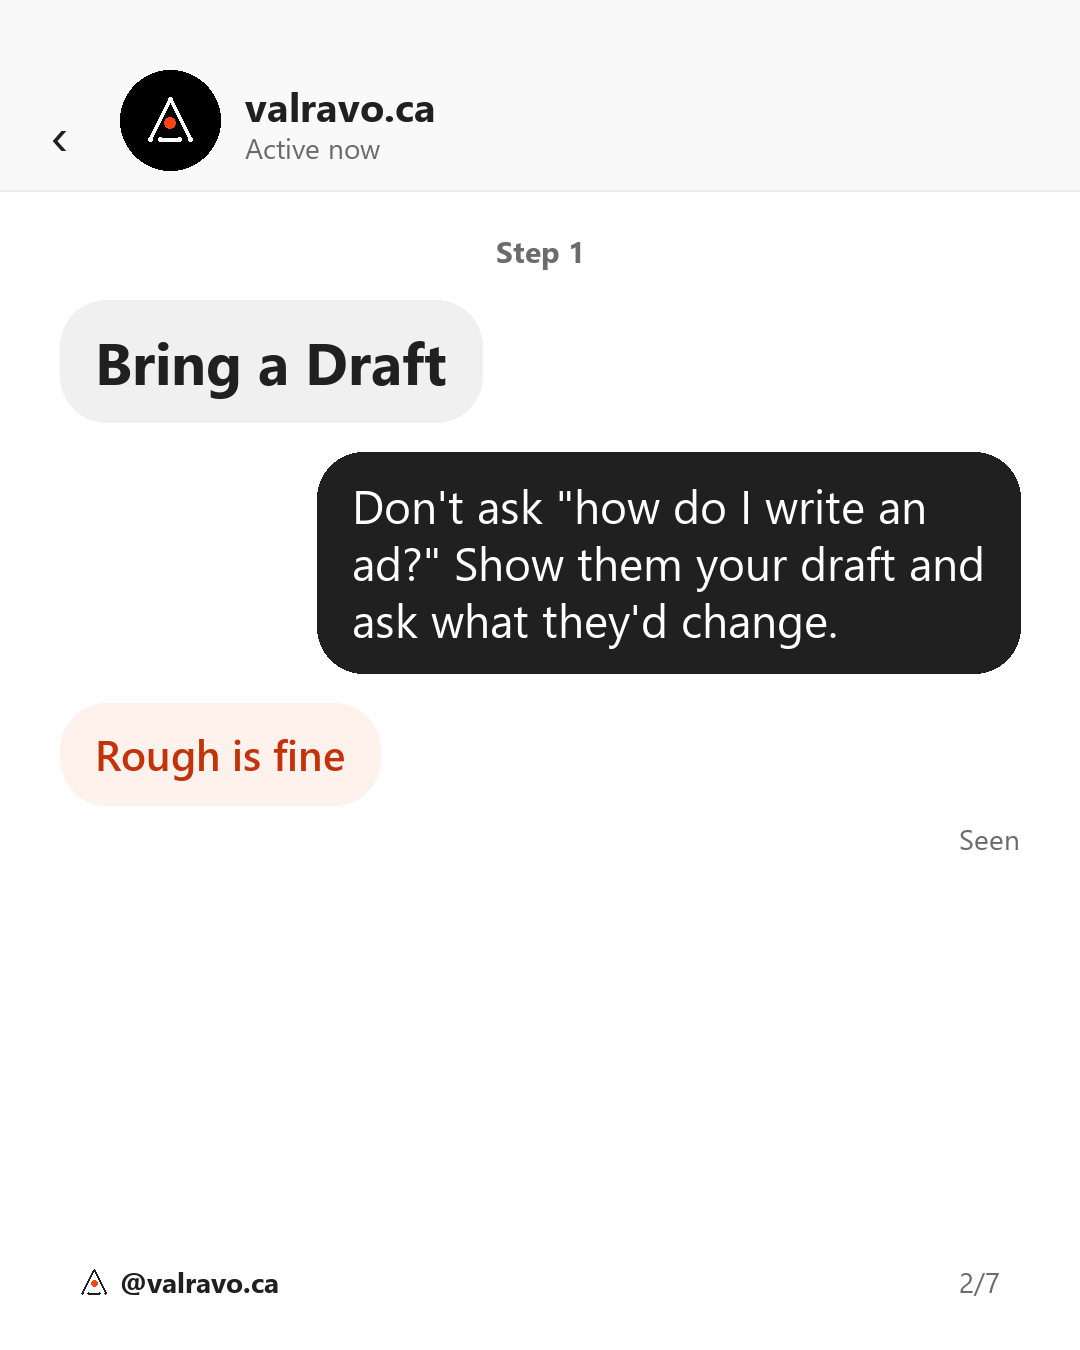 valravo.ca
Active now
Step 1
Bring a Draft
Don't ask "how do I write an
ad?" Show them your draft and
ask what they'd change.
Rough is fine
Seen
@valravo.ca
2/7